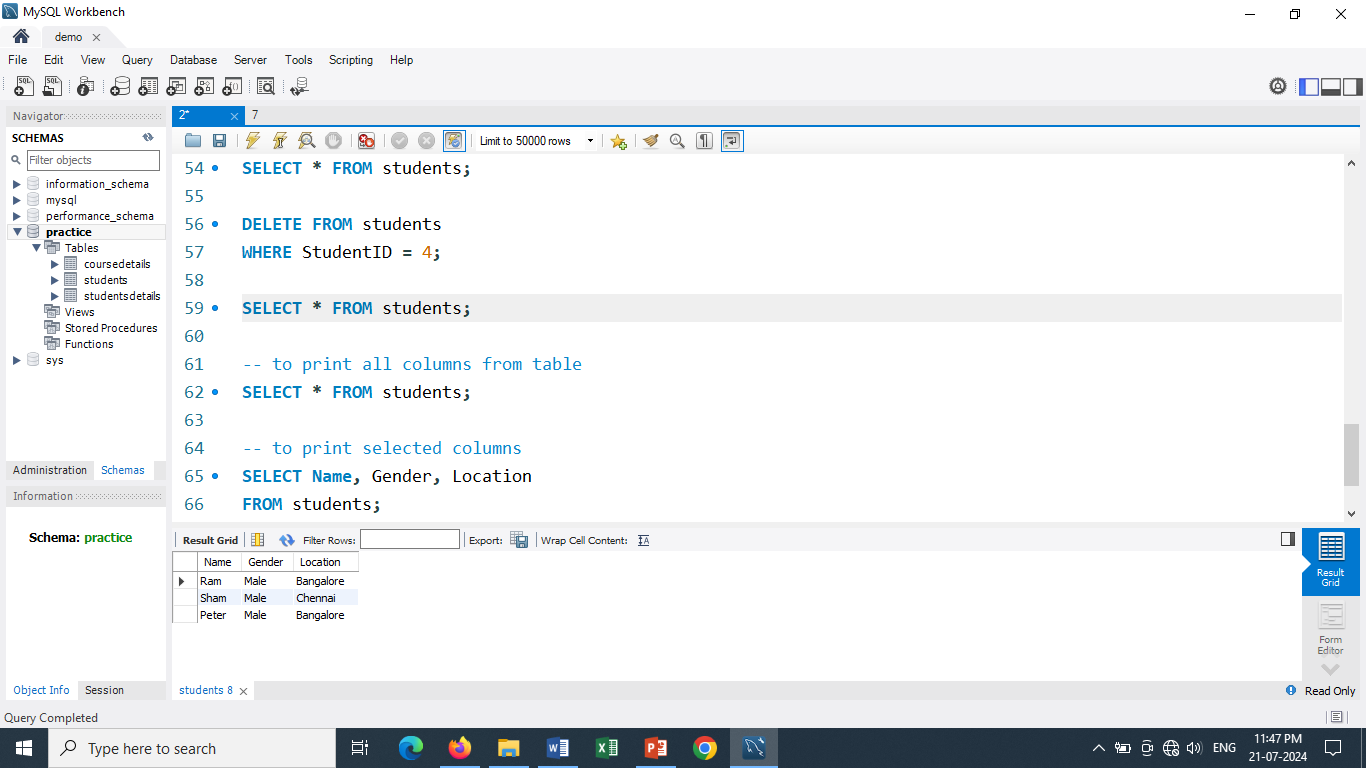 MySQL Workbench
demo
File Edit View Query Database Server Tools Scripting Help
Navigator
SCHEMAS
Filter objects
information_schema
mysql
performance_schema
practice
Tables
coursedetails
students
studentsdetails
Views
Stored Procedures
Functions
sys
Administration Schemas
Information
Schema: practice
Object Info Session
2* 7
Limit to 50000 rows
54 SELECT * FROM students;
55
56 DELETE FROM students
57 WHERE StudentID = 4;
58
59 SELECT * FROM students;
60
61 -- to print all columns from table
62 SELECT * FROM students;
63
64 -- to print selected columns
65 SELECT Name, Gender, Location
66 FROM students;
Result Grid Filter Rows: Export: Wrap Cell Content:
Name Gender Location
Ram Male Bangalore
Sham Male Chennai
Peter Male Bangalore
Result
Grid
Form
Editor
students 8
Read Only
Query Completed
Type here to search
ENG
11:47 PM
21-07-2024